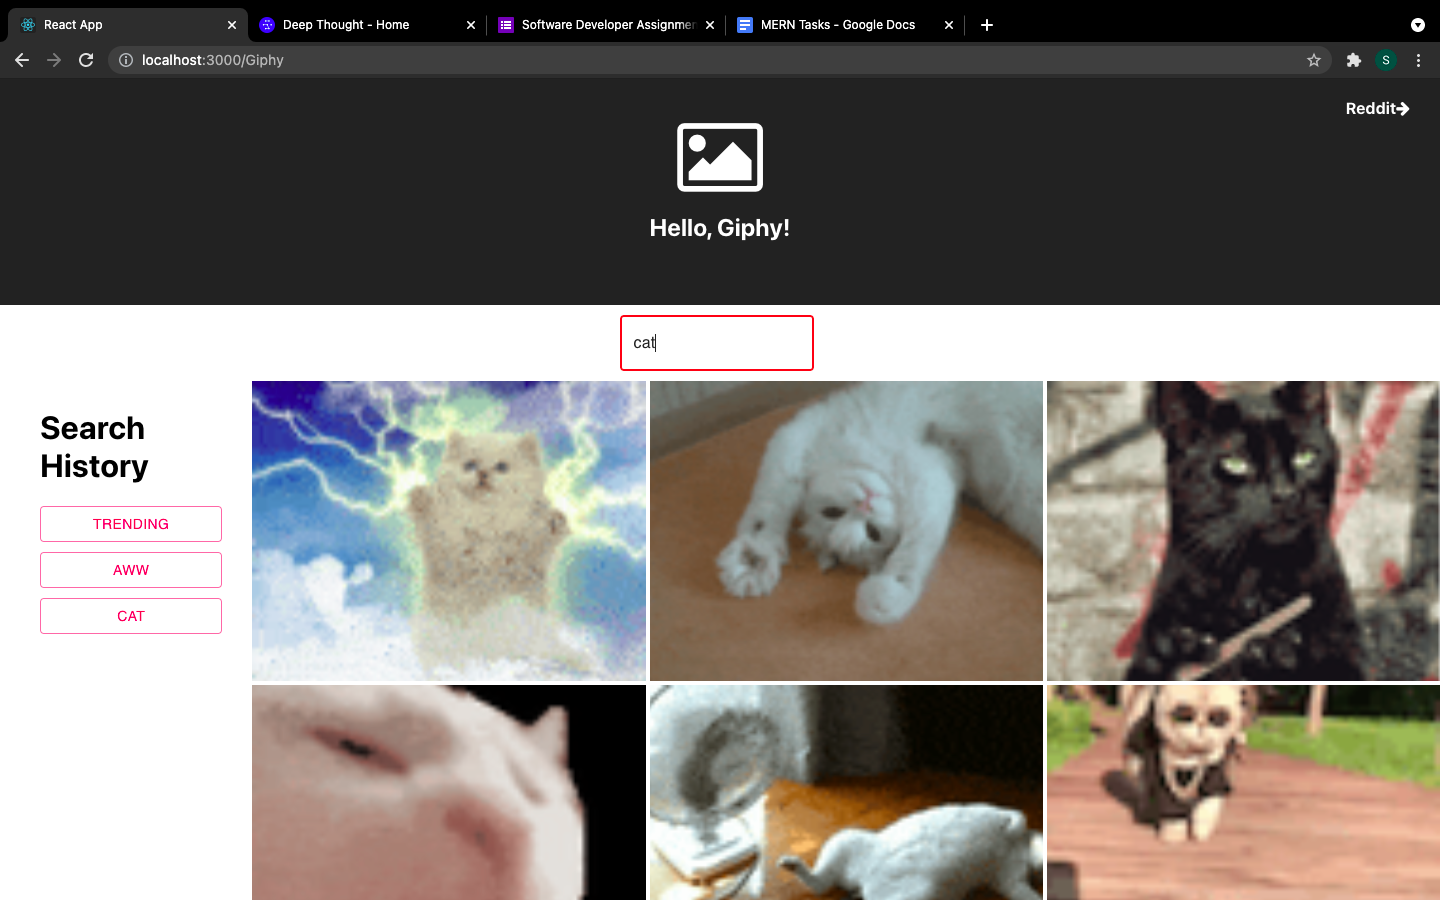 React App
Deep Thought - Home
Software Developer Assignmen
MERN Tasks - Google Docs
localhost:3000/Giphy
S
Reddit
Hello, Giphy!
cat
Search
History
TRENDING
AWW
CAT